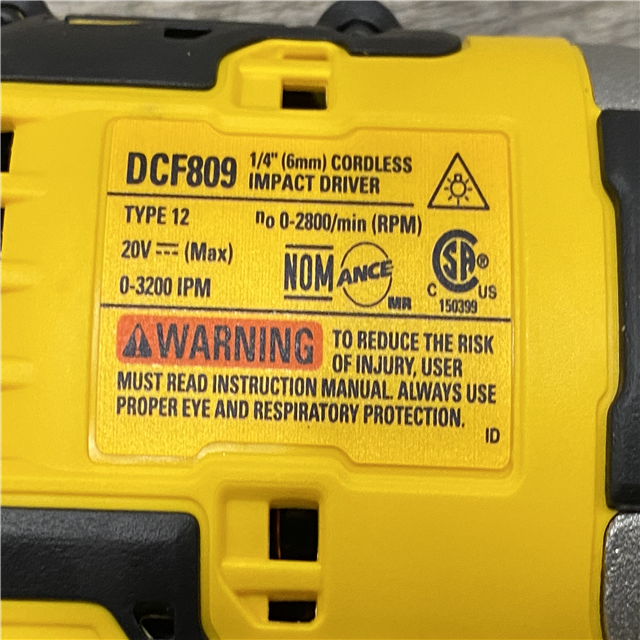 DCF809 1/4" (6mm) CORDLESS
IMPACT DRIVER
TYPE 12
n₀ 0-2800/min (RPM)
20V ⎓ (Max)
0-3200 IPM
NOM
ANCE
MR
SA®
C US
150399
WARNING TO REDUCE THE RISK
OF INJURY, USER
MUST READ INSTRUCTION MANUAL. ALWAYS USE
PROPER EYE AND RESPIRATORY PROTECTION.
ID